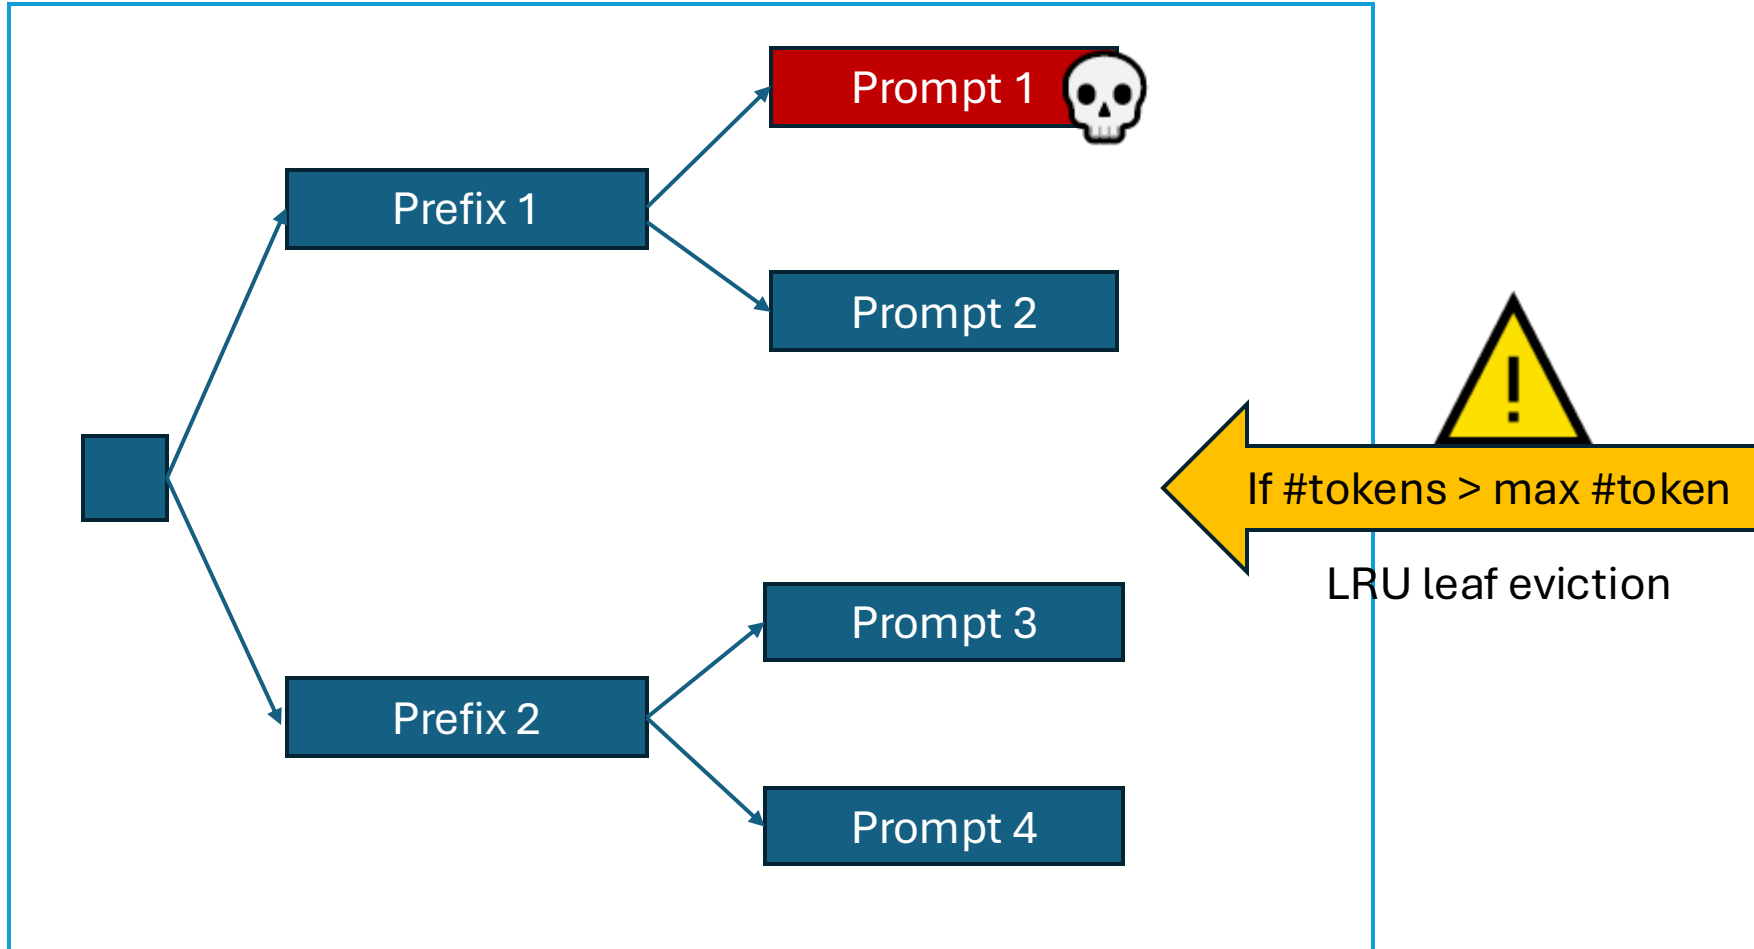 Prompt 1
Prefix 1
Prompt 2
!
If #tokens > max #token
LRU leaf eviction
Prompt 3
Prefix 2
Prompt 4